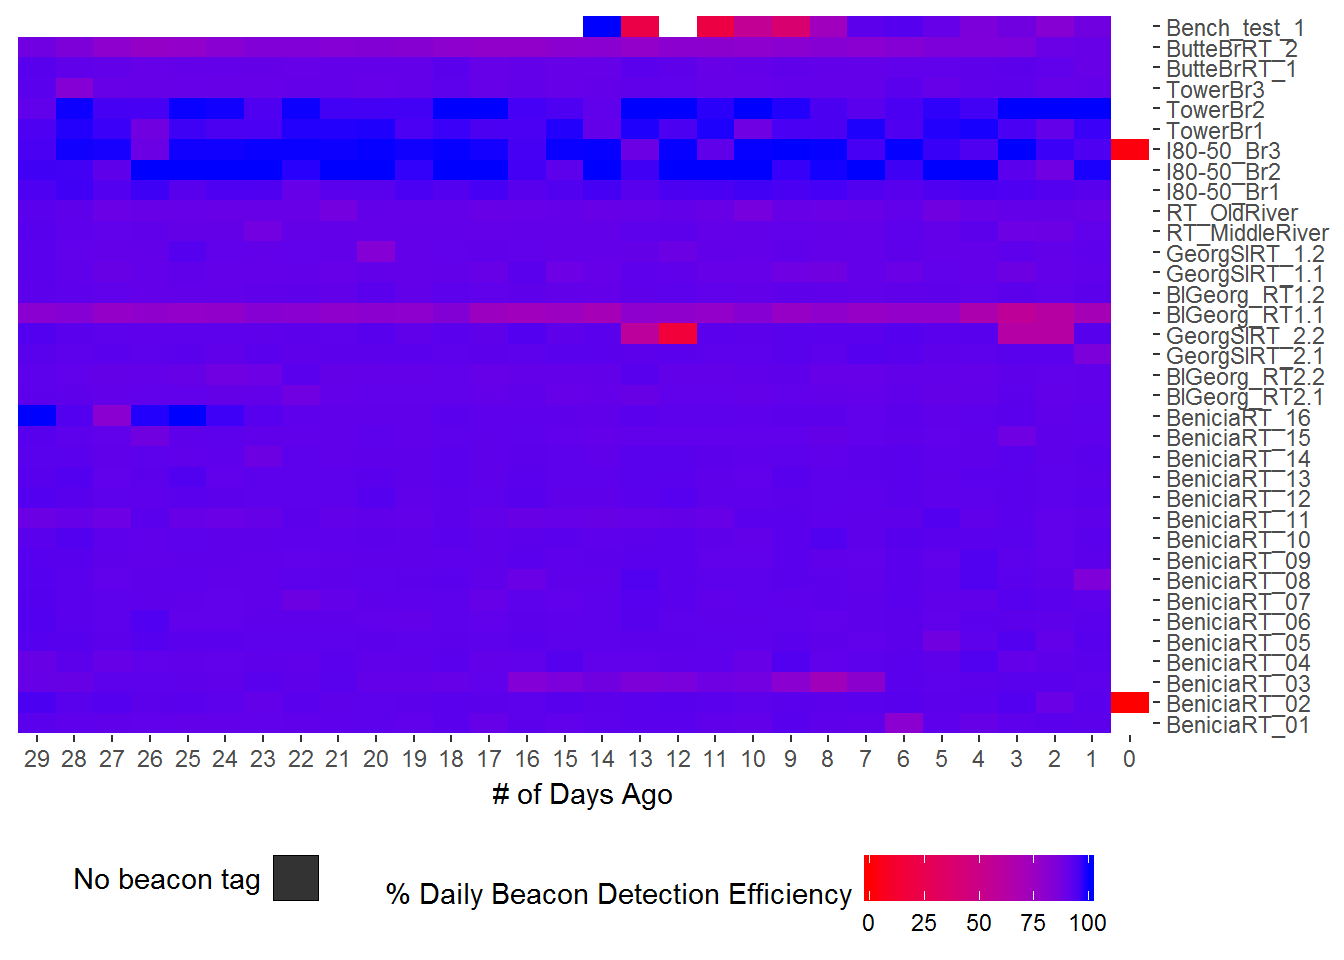 Bench_test_1
ButteBrRT_2
ButteBrRT_1
TowerBr3
TowerBr2
TowerBr1
I80-50_Br3
I80-50_Br2
I80-50_Br1
RT_OldRiver
RT_MiddleRiver
GeorgSlRT_1.2
GeorgSlRT_1.1
BlGeorg_RT1.2
BlGeorg_RT1.1
GeorgSlRT_2.2
GeorgSlRT_2.1
BlGeorg_RT2.2
BlGeorg_RT2.1
BeniciaRT_16
BeniciaRT_15
BeniciaRT_14
BeniciaRT_13
BeniciaRT_12
BeniciaRT_11
BeniciaRT_10
BeniciaRT_09
BeniciaRT_08
BeniciaRT_07
BeniciaRT_06
BeniciaRT_05
BeniciaRT_04
BeniciaRT_03
BeniciaRT_02
BeniciaRT_01
29 28 27 26 25 24 23 22 21 20 19 18 17 16 15 14 13 12 11 10 9 8 7 6 5 4 3 2 1 0
# of Days Ago
No beacon tag
% Daily Beacon Detection Efficiency
0 25 50 75 100